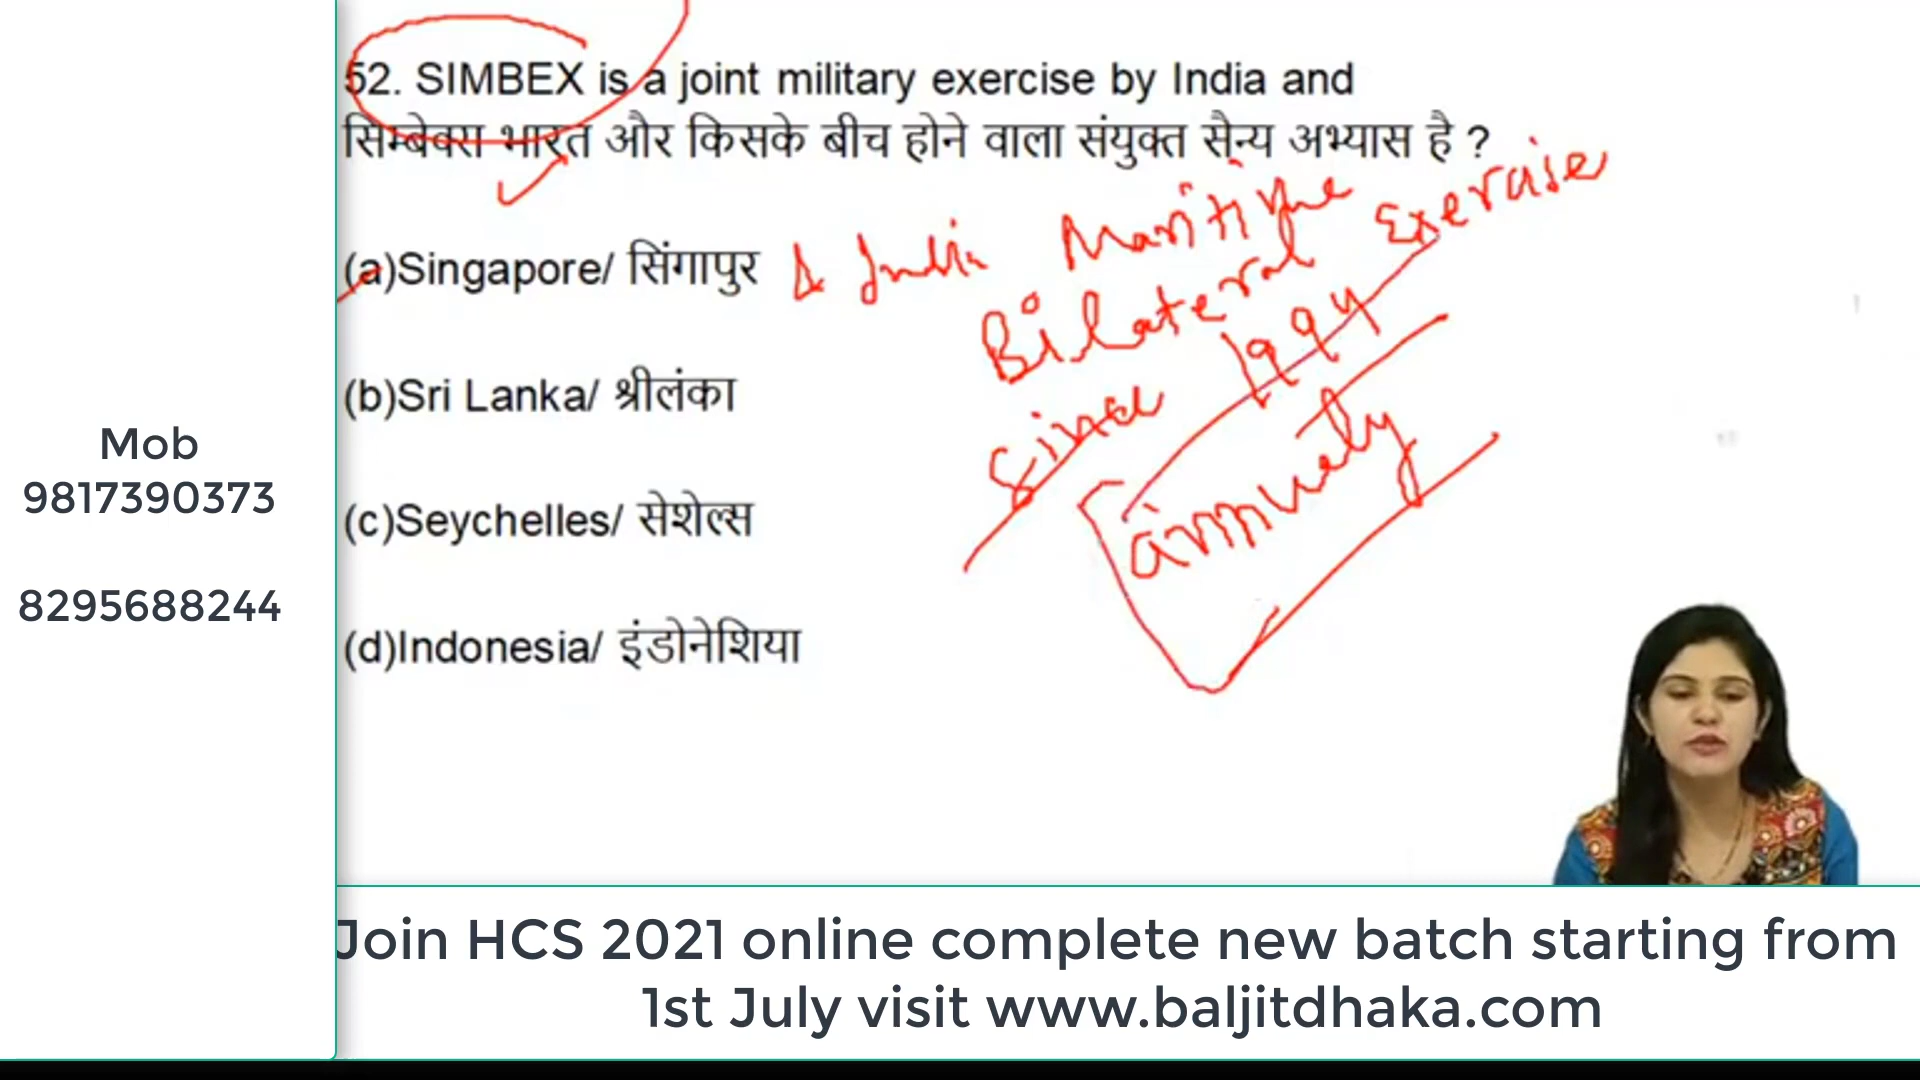 52. SIMBEX is a joint military exercise by India and
सिम्बेक्स भारत और किसके बीच होने वाला संयुक्त सैन्य अभ्यास है ?
(a)Singapore/ सिंगापुर & India Maritime
Bilateral Exercise
(b)Sri Lanka/ श्रीलंका
Since 1994
annually
(c)Seychelles/ सेशेल्स
(d)Indonesia/ इंडोनेशिया
Mob
9817390373
8295688244
Join HCS 2021 online complete new batch starting from
1st July visit www.baljitdhaka.com